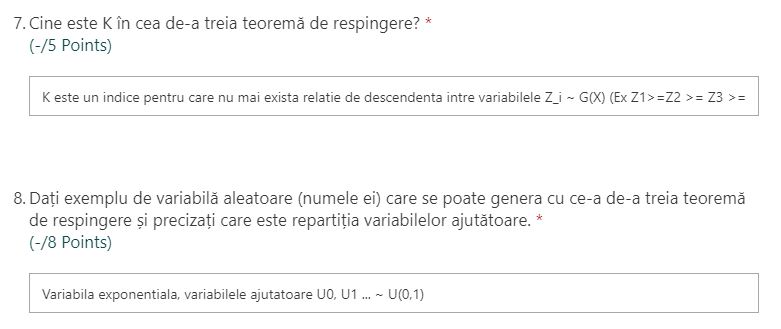 7. Cine este K în cea de-a treia teoremă de respingere? *
(-/5 Points)
K este un indice pentru care nu mai exista relatie de descendenta intre variabilele Z_i ~ G(X) (Ex Z1>=Z2 >= Z3 >=
8. Dați exemplu de variabilă aleatoare (numele ei) care se poate genera cu ce-a de-a treia teoremă
de respingere și precizați care este repartiția variabilelor ajutătoare. *
(-/8 Points)
Variabila exponentiala, variabilele ajutatoare U0, U1 ... ~ U(0,1)